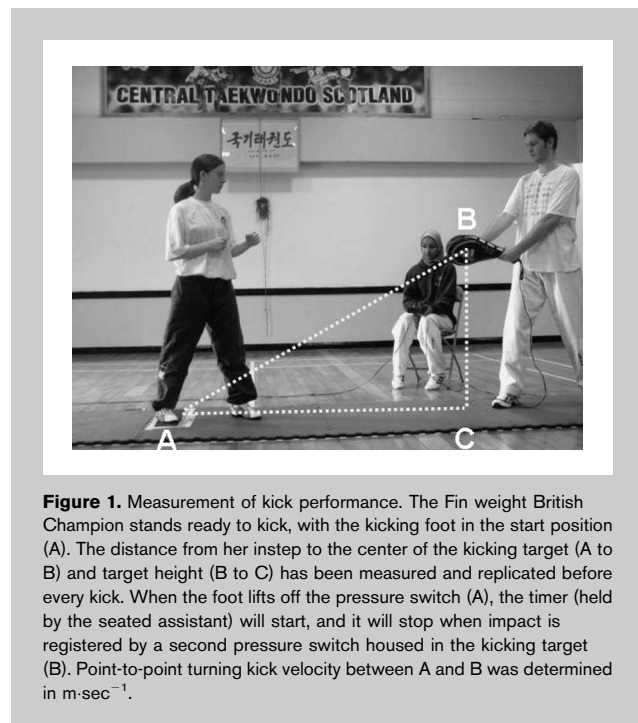 CENTRAL TAEKWONDO SCOTLAND
국기태권도
B
A
C
Figure 1. Measurement of kick performance. The Fin weight British
Champion stands ready to kick, with the kicking foot in the start position
(A). The distance from her instep to the center of the kicking target (A to
B) and target height (B to C) has been measured and replicated before
every kick. When the foot lifts off the pressure switch (A), the timer (held
by the seated assistant) will start, and it will stop when impact is
registered by a second pressure switch housed in the kicking target
(B). Point-to-point turning kick velocity between A and B was determined
in m·sec⁻¹.